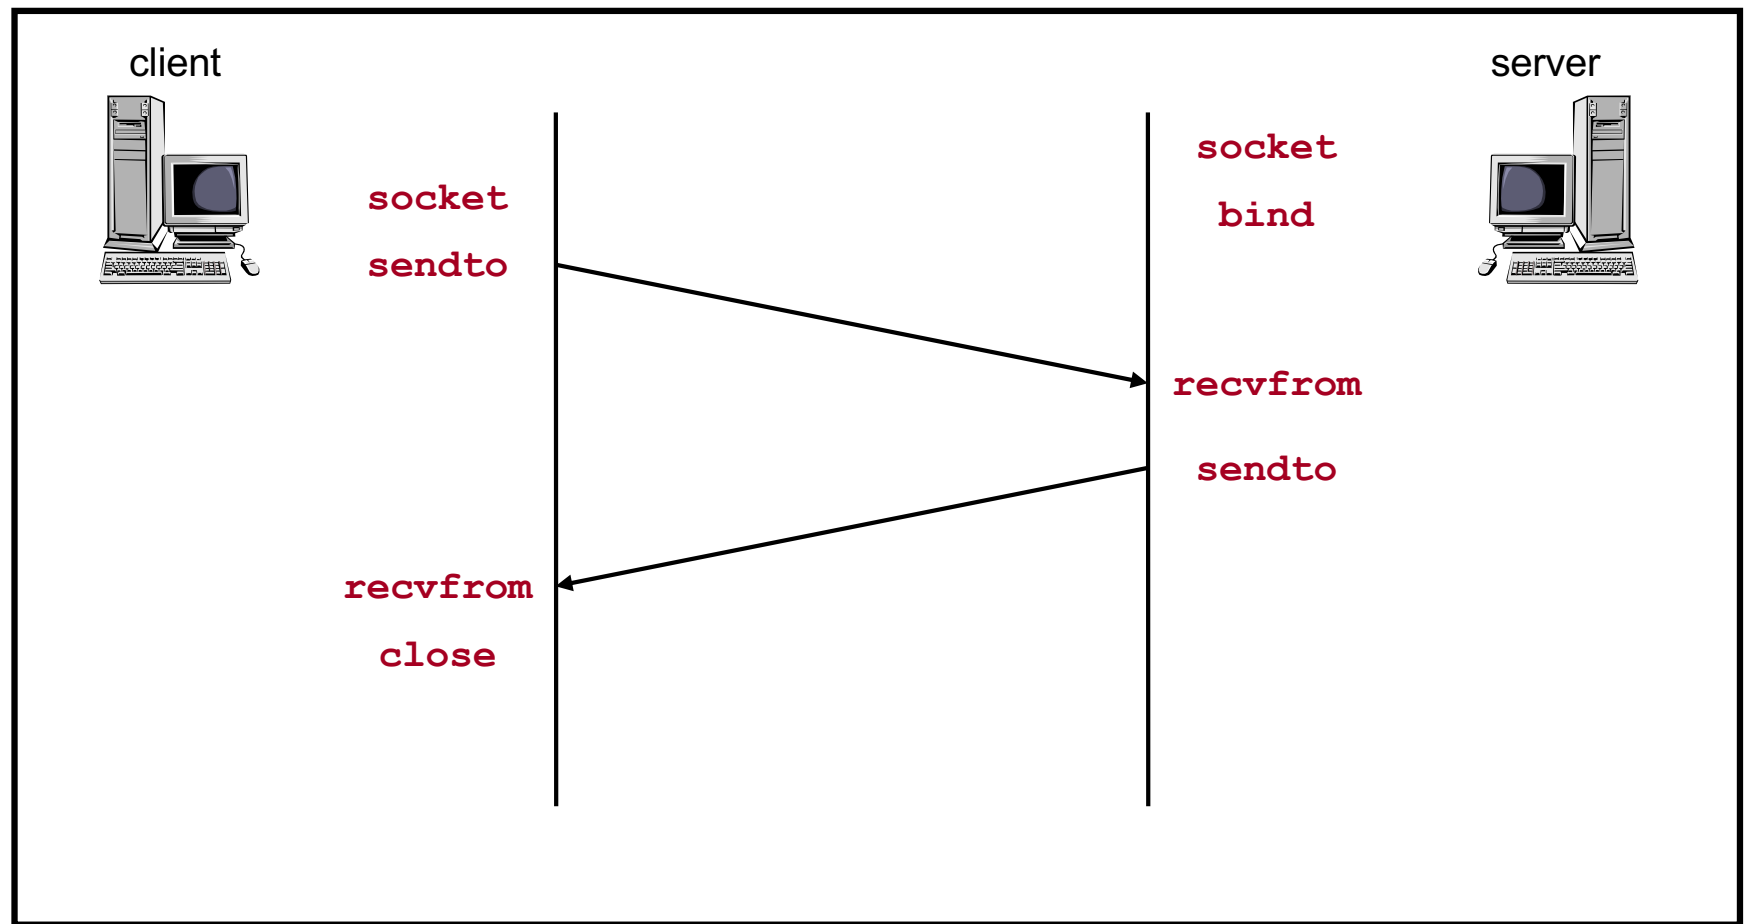 client
server
socket
socket
bind
sendto
recvfrom
sendto
recvfrom
close